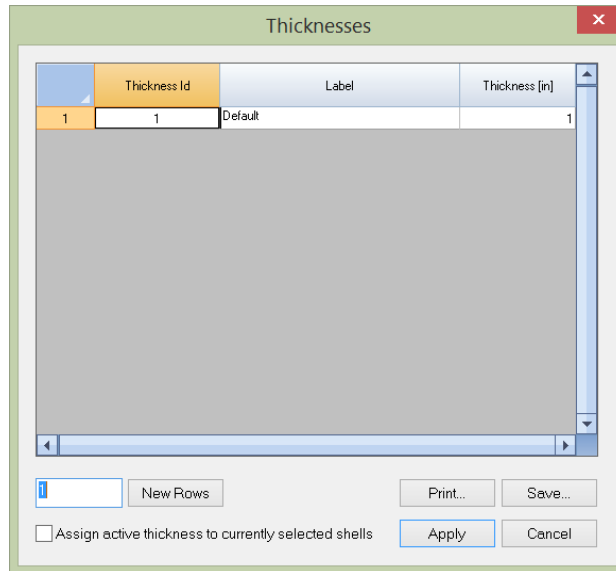 Thicknesses
Thickness Id Label Thickness [in]
1 1 Default 1
1 New Rows Print... Save...
Assign active thickness to currently selected shells Apply Cancel